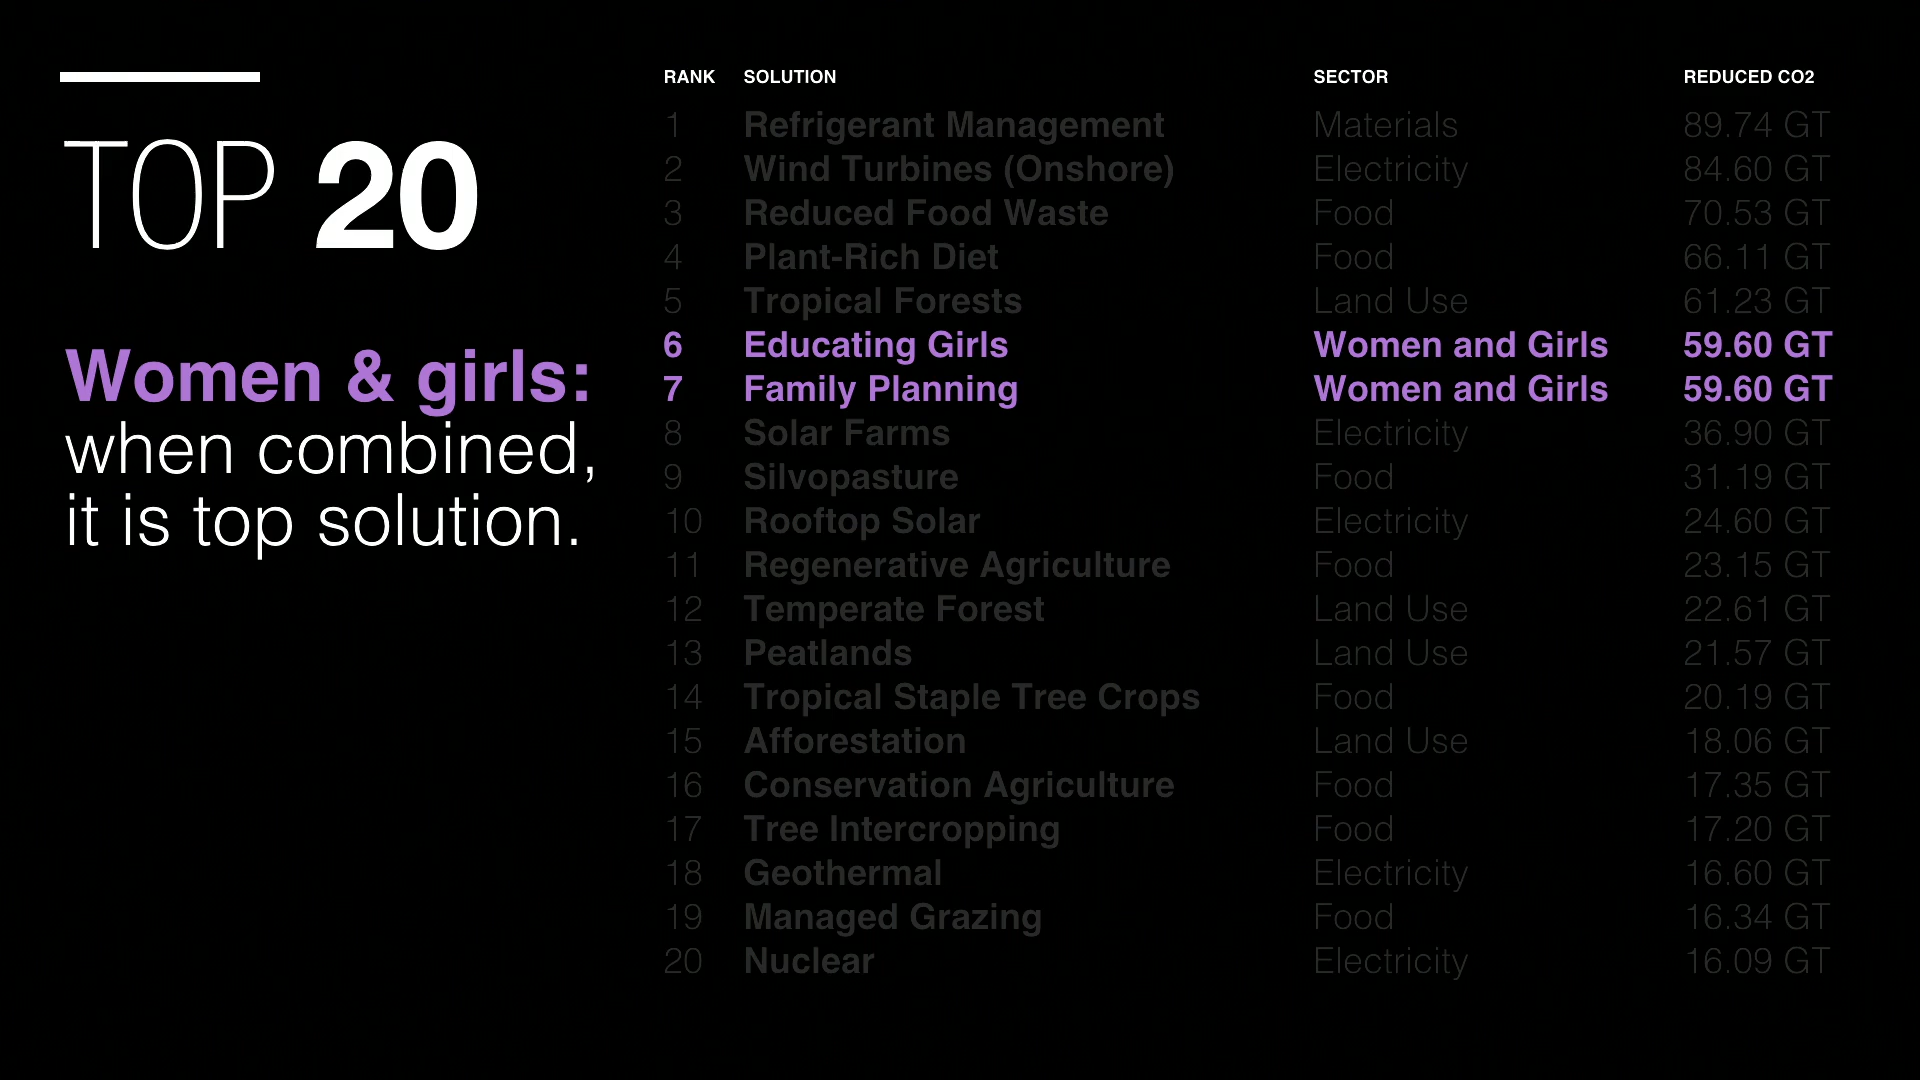 TOP 20
Women & girls:
when combined,
it is top solution.
RANK SOLUTION SECTOR REDUCED CO2
1 Refrigerant Management Materials 89.74 GT
2 Wind Turbines (Onshore) Electricity 84.60 GT
3 Reduced Food Waste Food 70.53 GT
4 Plant-Rich Diet Food 66.11 GT
5 Tropical Forests Land Use 61.23 GT
6 Educating Girls Women and Girls 59.60 GT
7 Family Planning Women and Girls 59.60 GT
8 Solar Farms Electricity 36.90 GT
9 Silvopasture Food 31.19 GT
10 Rooftop Solar Electricity 24.60 GT
11 Regenerative Agriculture Food 23.15 GT
12 Temperate Forest Land Use 22.61 GT
13 Peatlands Land Use 21.57 GT
14 Tropical Staple Tree Crops Food 20.19 GT
15 Afforestation Land Use 18.06 GT
16 Conservation Agriculture Food 17.35 GT
17 Tree Intercropping Food 17.20 GT
18 Geothermal Electricity 16.60 GT
19 Managed Grazing Food 16.34 GT
20 Nuclear Electricity 16.09 GT